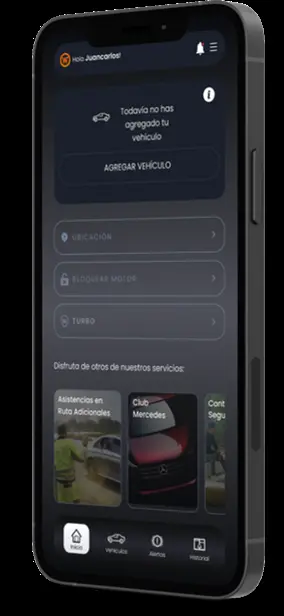 Hola Juancarlos!
Todavía no has
agregado tu
vehículo
AGREGAR VEHÍCULO
UBICACIÓN
BLOQUEAR MOTOR
TURBO
Disfruta de otros de nuestros servicios:
Asistencias en
Ruta Adicionales
Club
Mercedes
Cont
Segu
Inicio
Vehículos
Alertas
Historial